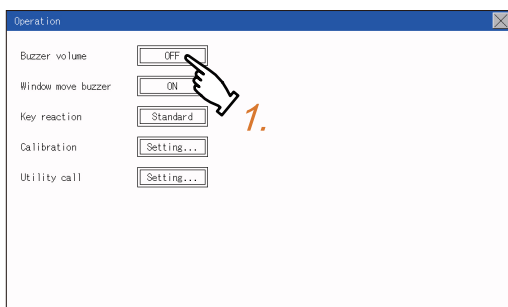 Operation
Buzzer volume OFF
Window move buzzer ON
Key reaction Standard
Calibration Setting...
Utility call Setting...
1.